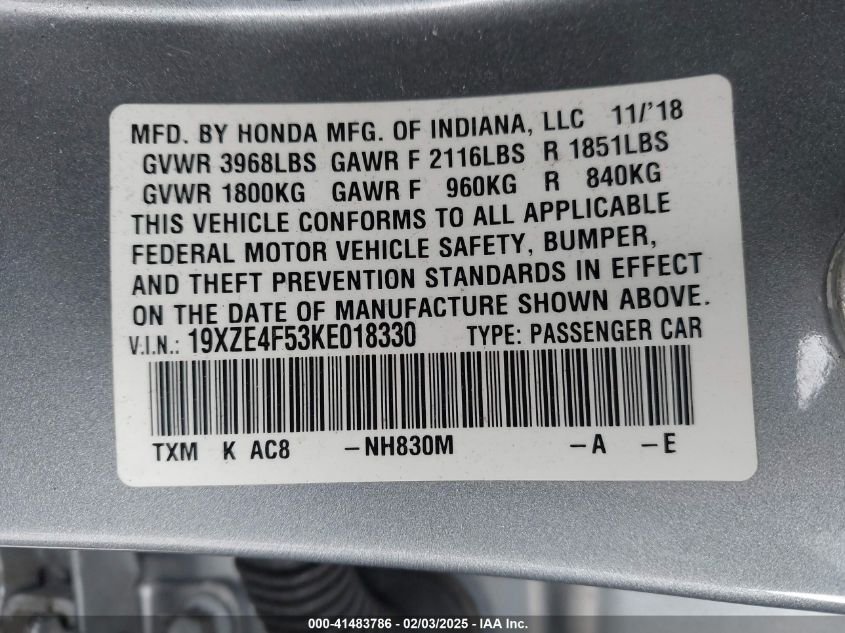 MFD. BY HONDA MFG. OF INDIANA, LLC 11/'18
GVWR 3968LBS GAWR F 2116LBS R 1851LBS
GVWR 1800KG GAWR F 960KG R 840KG
THIS VEHICLE CONFORMS TO ALL APPLICABLE
FEDERAL MOTOR VEHICLE SAFETY, BUMPER,
AND THEFT PREVENTION STANDARDS IN EFFECT
ON THE DATE OF MANUFACTURE SHOWN ABOVE.
V.I.N.: 19XZE4F53KE018330 TYPE: PASSENGER CAR
TXM K AC8 –NH830M –A –E
000-41483786 - 02/03/2025 - IAA Inc.